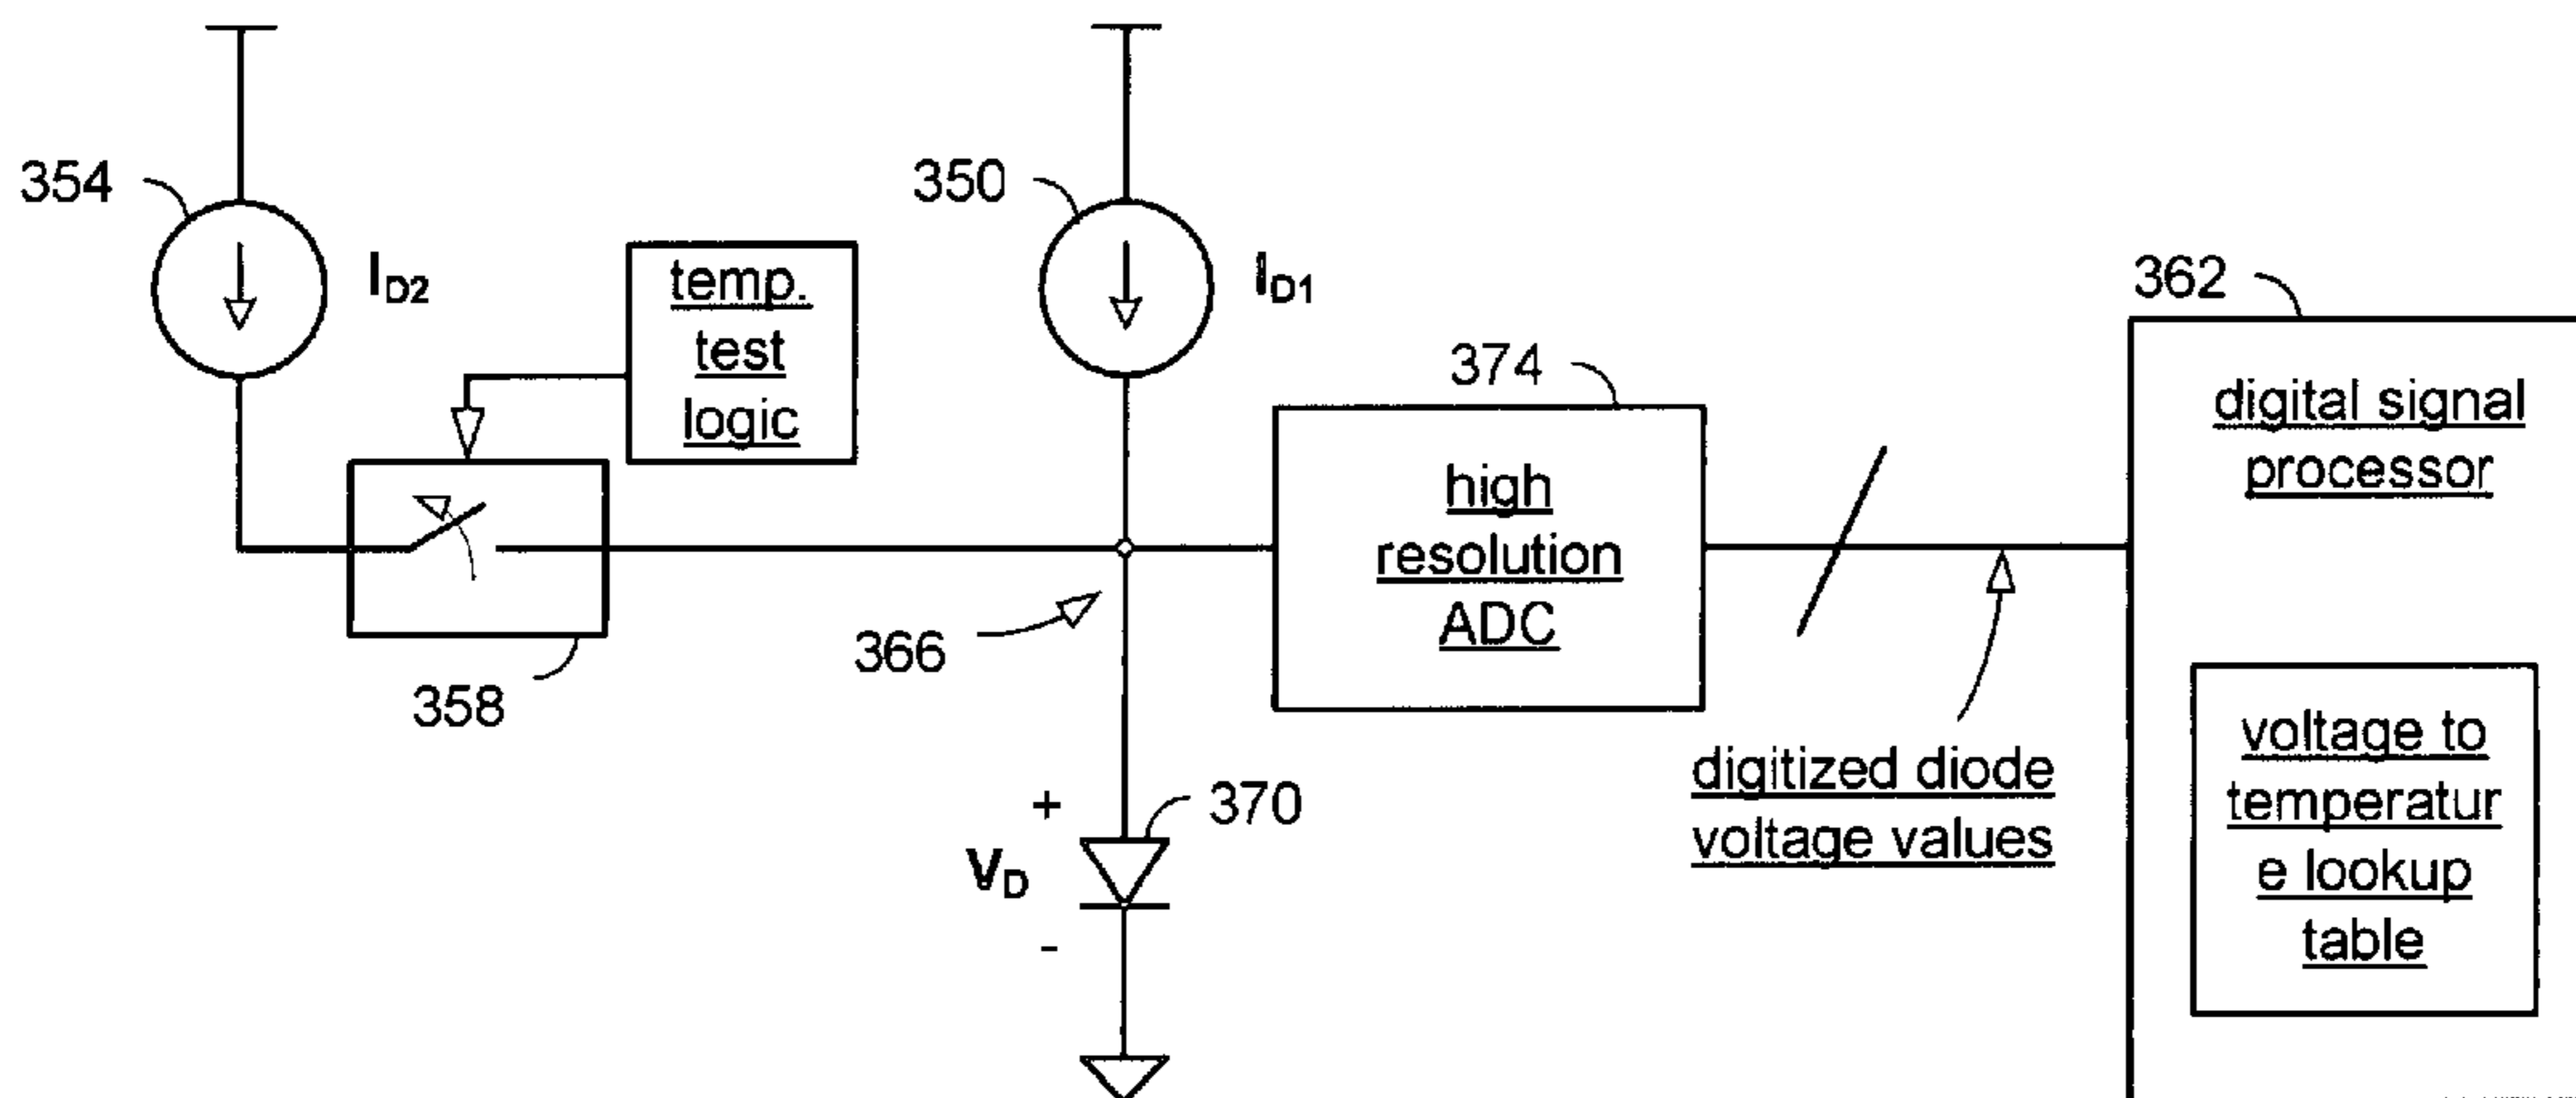 354
I_D2
temp.
test
logic
358
350
I_D1
366
+
V_D
-
370
374
high
resolution
ADC
digitized diode
voltage values
362
digital signal
processor
voltage to
temperatur
e lookup
table